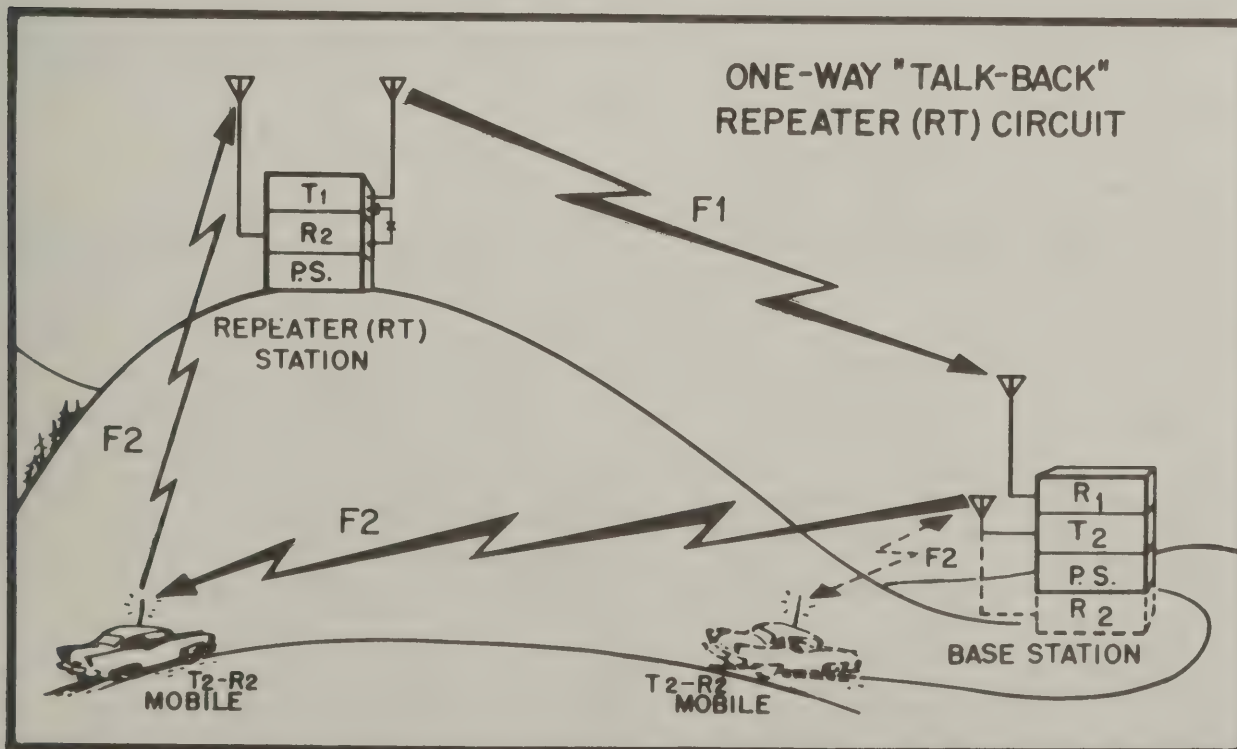 ONE-WAY "TALK-BACK"
REPEATER (RT) CIRCUIT
T1
R2
P.S.
REPEATER (RT)
STATION
F1
F2
F2
F2
R1
T2
P.S.
R2
BASE STATION
T2-R2
MOBILE
T2-R2
MOBILE